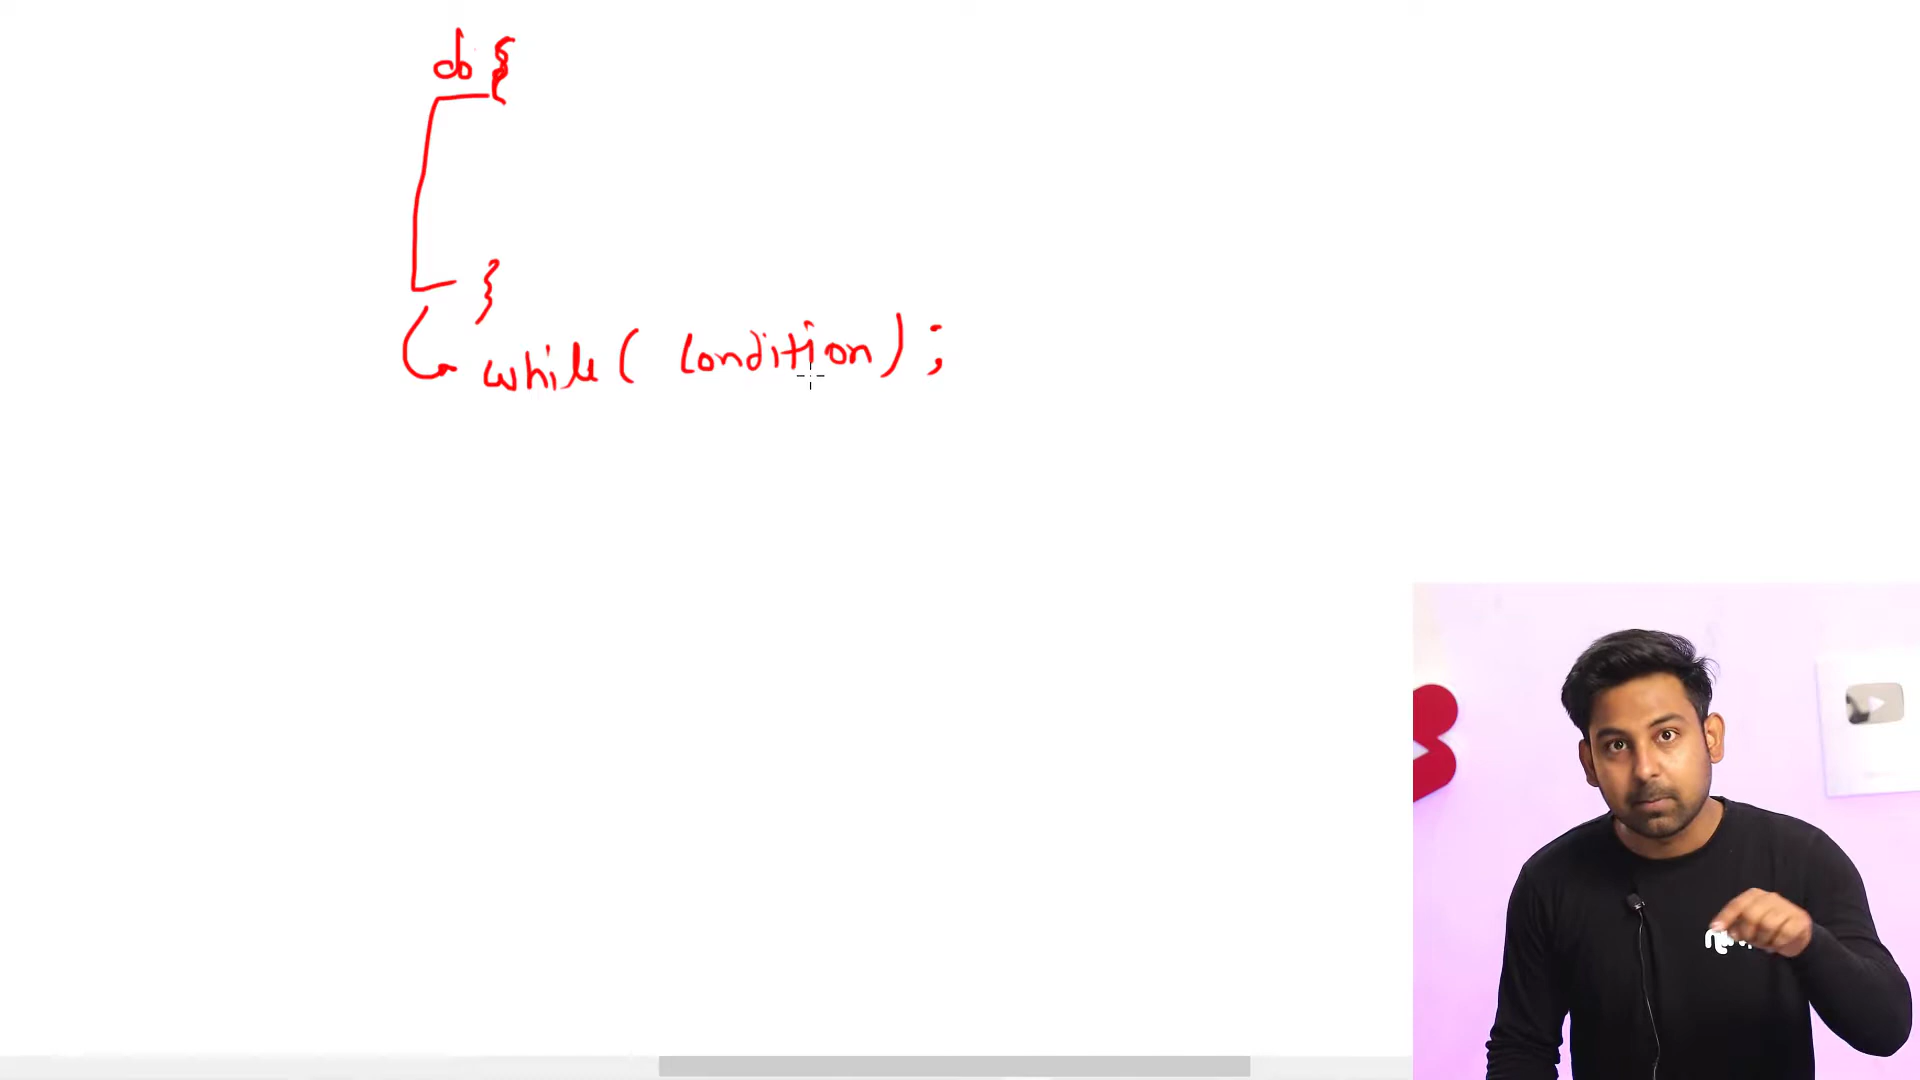 do {
}
while( condition);